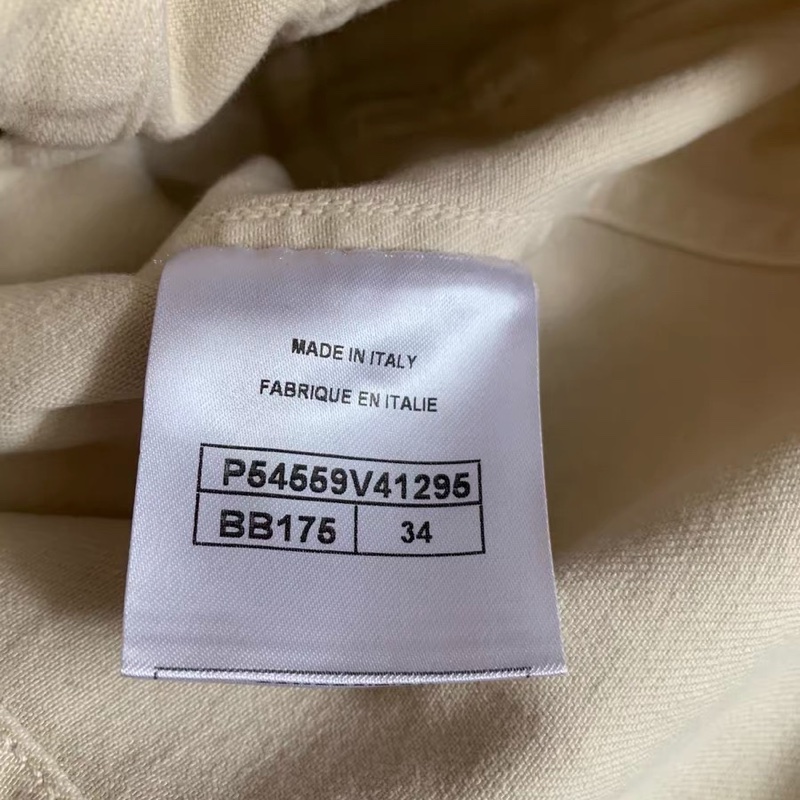 MADE IN ITALY
FABRIQUE EN ITALIE
P54559V41295
BB175 34